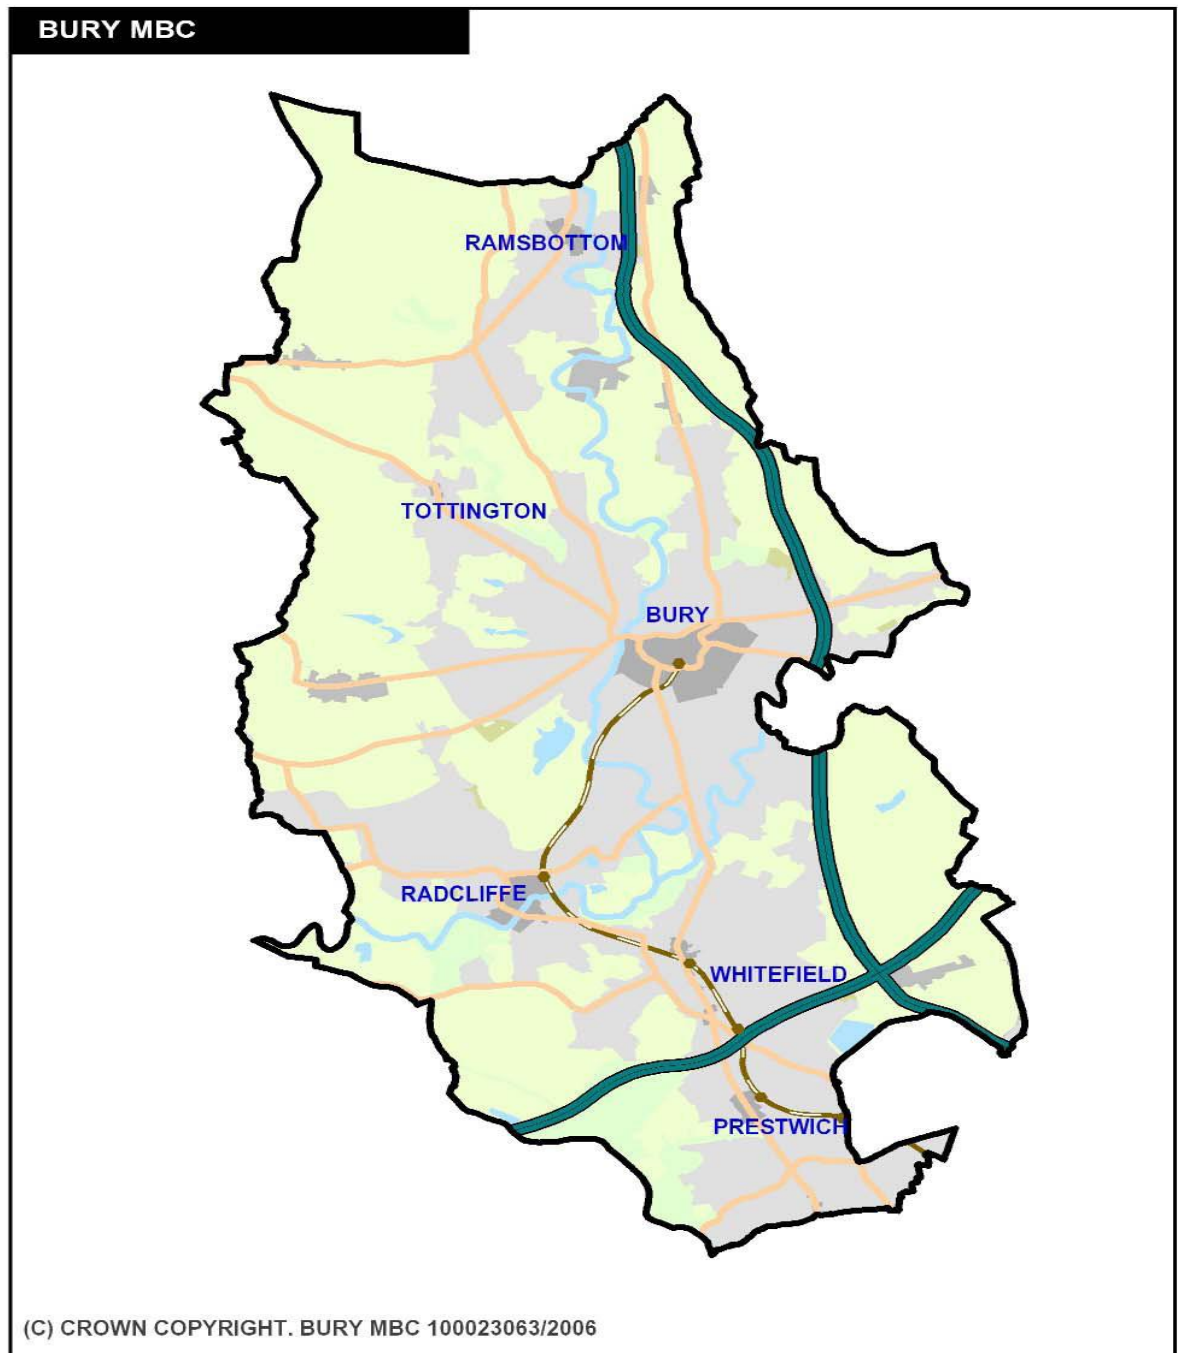 BURY MBC
RAMSBOTTOM
TOTTINGTON
BURY
RADCLIFFE
WHITEFIELD
PRESTWICH
(C) CROWN COPYRIGHT. BURY MBC 100023063/2006